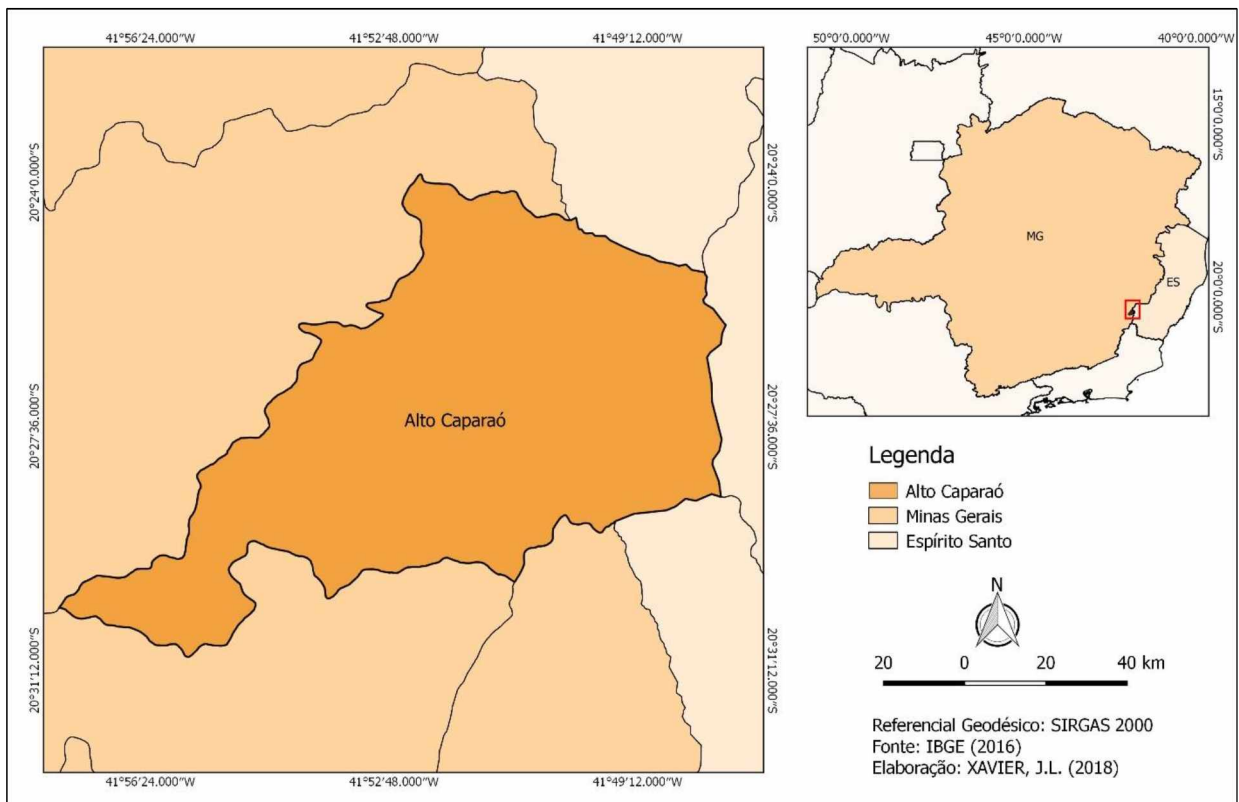 41°56'24.000"W 41°52'48.000"W 41°49'12.000"W
20°24'0.000"S
20°27'36.000"S
20°31'12.000"S
Alto Caparaó
20°24'0.000"S
20°27'36.000"S
20°31'12.000"S
41°56'24.000"W 41°52'48.000"W 41°49'12.000"W
50°0'0.000"W 45°0'0.000"W 40°0'0.000"W
15°0'0.000"S
20°0'0.000"S
MG
ES
Legenda
Alto Caparaó
Minas Gerais
Espírito Santo
N
20 0 20 40 km
Referencial Geodésico: SIRGAS 2000
Fonte: IBGE (2016)
Elaboração: XAVIER, J.L. (2018)